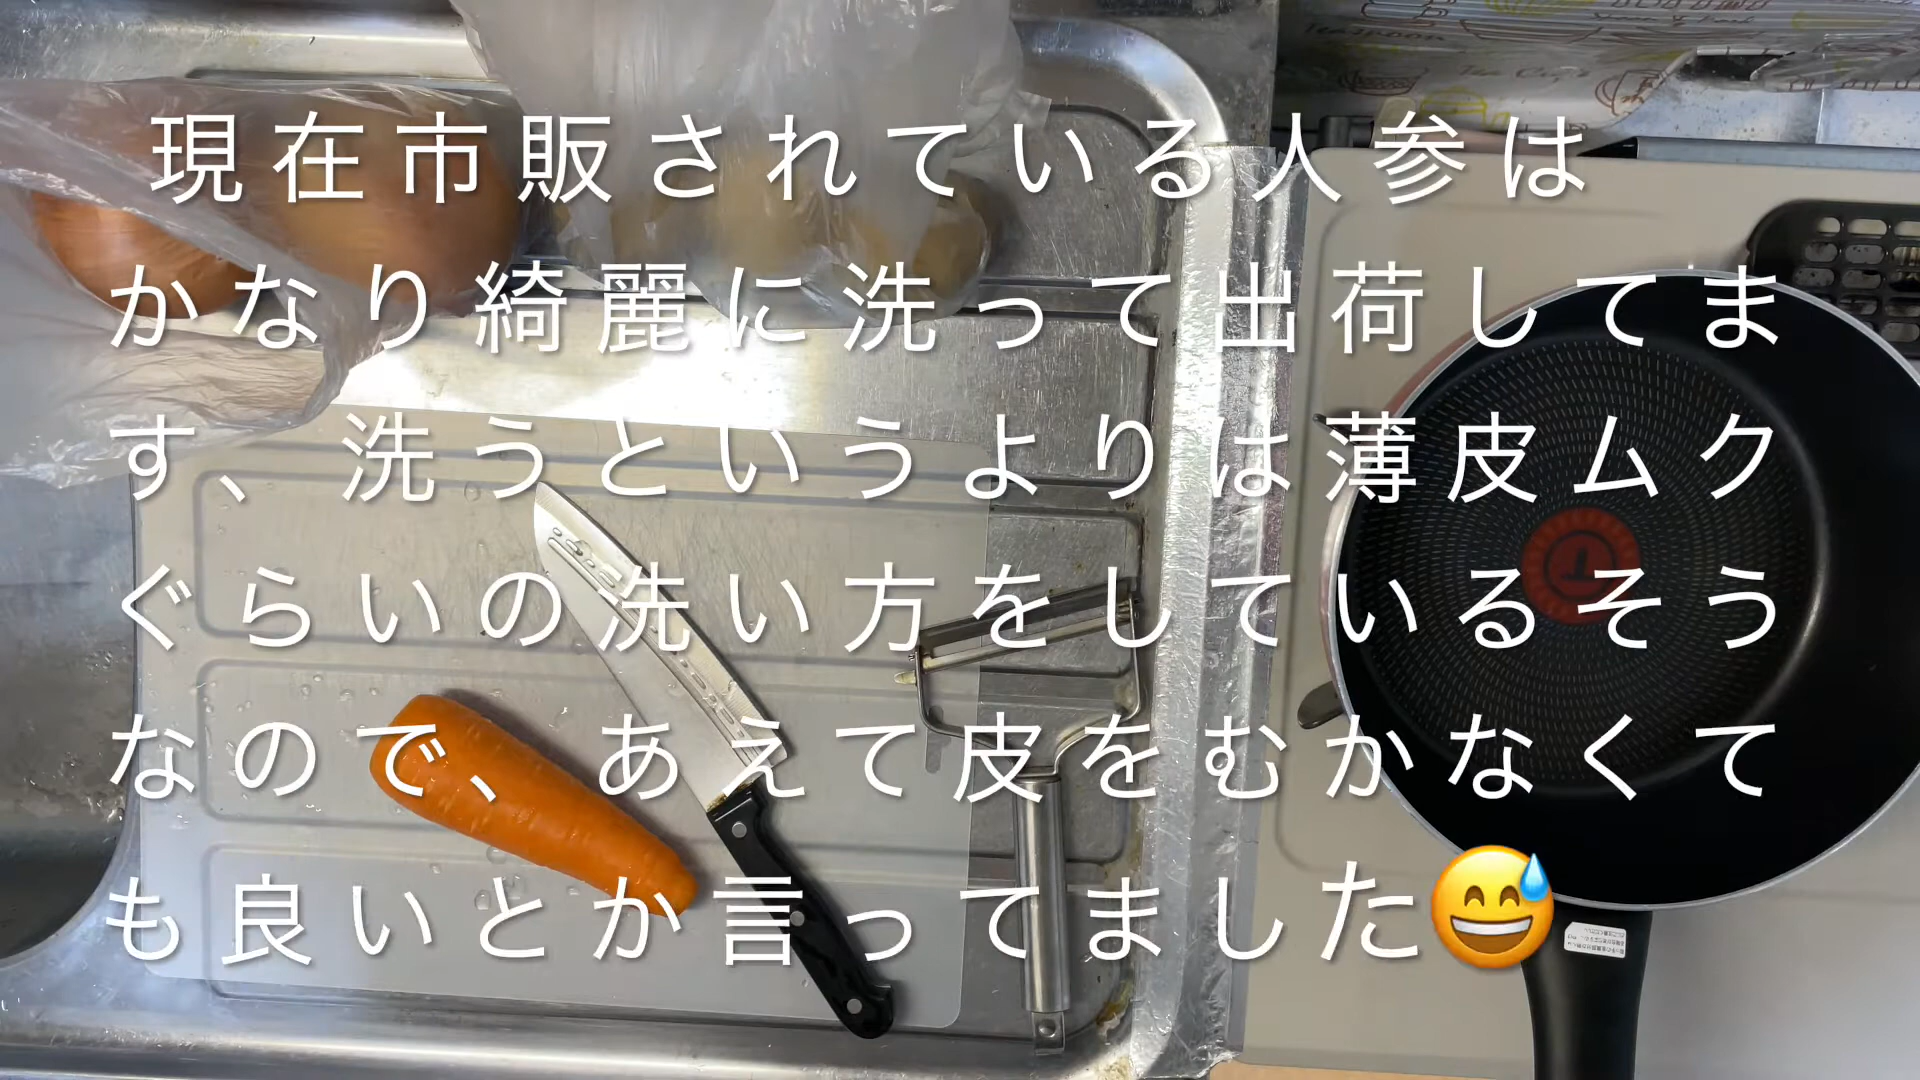 現在市販されている人参は
かなり綺麗に洗って出荷してま
す、洗うというよりは薄皮ムク
ぐらいの洗い方をしているそう
なので、あえて皮をむかなくて
も良いとか言ってました😅
Tea Cup's